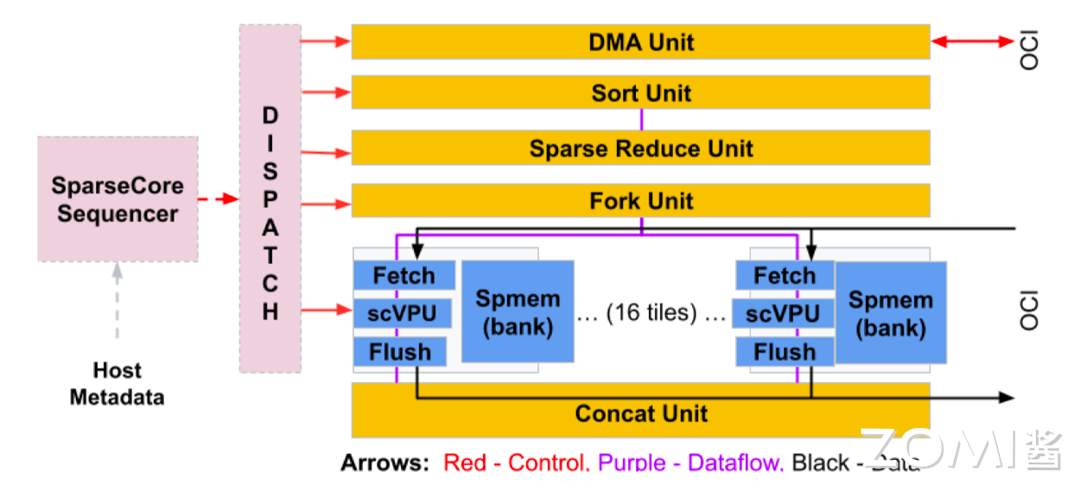 DMA Unit
OCI
Sort Unit
DISPATCH
Sparse Reduce Unit
SparseCore
Sequencer
Fork Unit
Fetch
scVPU
Flush
Spmem
(bank)
... (16 tiles) ...
Fetch
scVPU
Flush
Spmem
(bank)
OCI
Host
Metadata
Concat Unit
Arrows: Red - Control, Purple - Dataflow, Black - Data
ZOMI酱